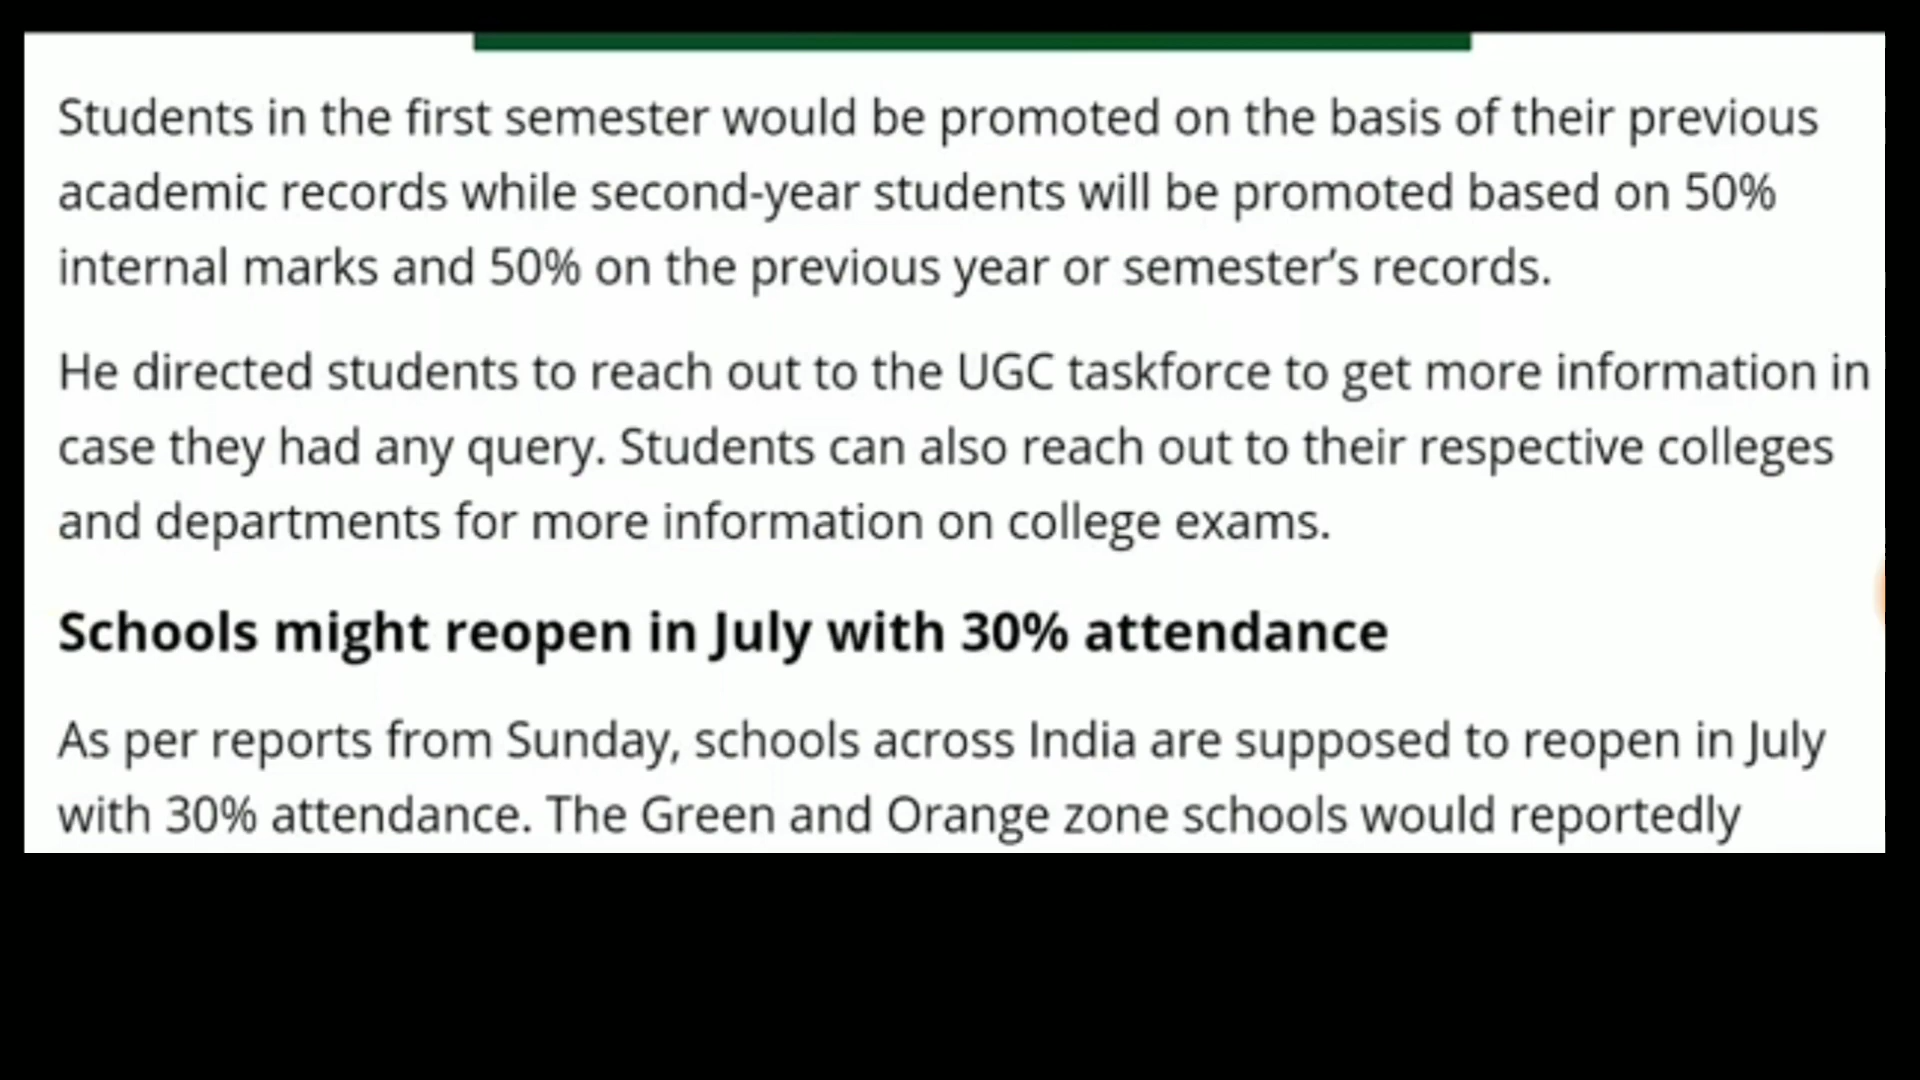 Students in the first semester would be promoted on the basis of their previous
academic records while second-year students will be promoted based on 50%
internal marks and 50% on the previous year or semester’s records.
He directed students to reach out to the UGC taskforce to get more information in
case they had any query. Students can also reach out to their respective colleges
and departments for more information on college exams.
Schools might reopen in July with 30% attendance
As per reports from Sunday, schools across India are supposed to reopen in July
with 30% attendance. The Green and Orange zone schools would reportedly